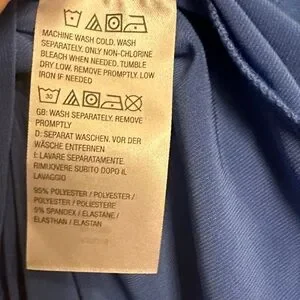 MACHINE WASH COLD. WASH
SEPARATELY. ONLY NON-CHLORINE
BLEACH WHEN NEEDED. TUMBLE
DRY LOW. REMOVE PROMPTLY. LOW
IRON IF NEEDED
30
GB: WASH SEPARATELY. REMOVE
PROMPTLY
D: SEPARAT WASCHEN. VOR DER
WÄSCHE ENTFERNEN
I: LAVARE SEPARATAMENTE.
RIMUOVERE SUBITO DOPO IL
LAVAGGIO
95% POLYESTER / POLYESTER /
POLYESTER / POLIESTERE
5% SPANDEX / ELASTANE /
ELASTHAN / ELASTAN